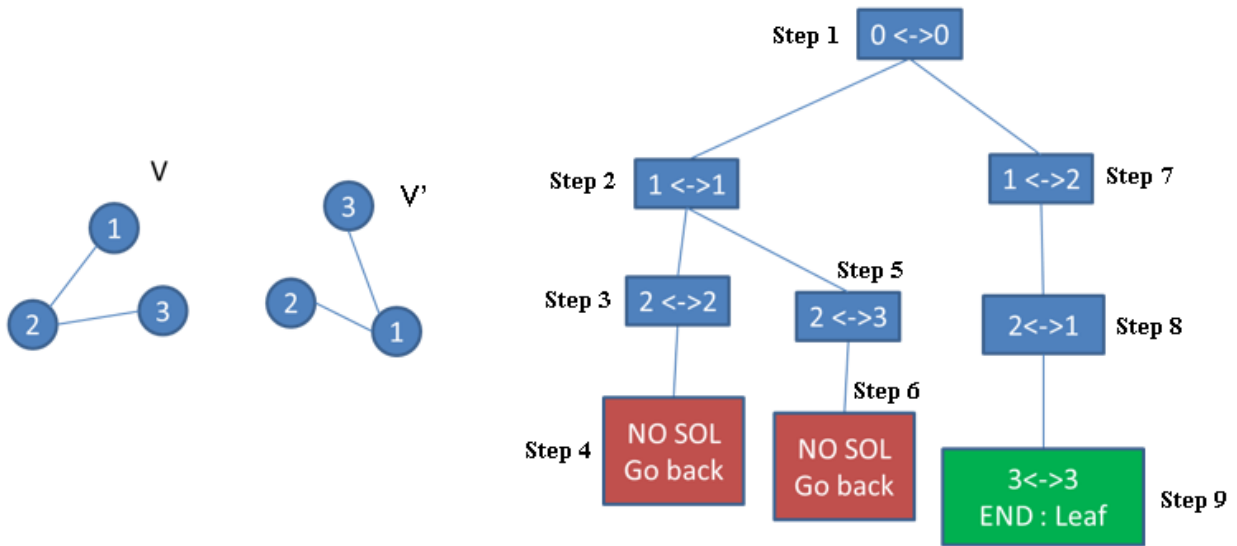 V
1
2
3
V'
3
2
1
Step 1
0 <->0
Step 2
1 <->1
1 <->2
Step 7
Step 5
Step 3
2 <->2
2 <->3
2<->1
Step 8
Step 6
Step 4
NO SOL
Go back
NO SOL
Go back
3<->3
END : Leaf
Step 9